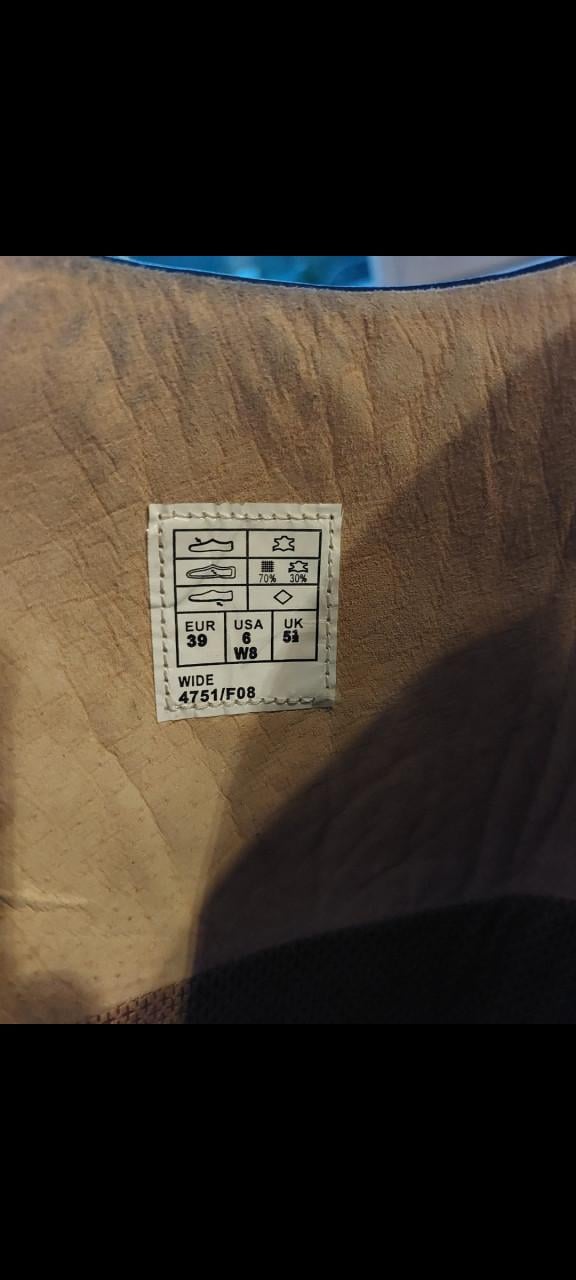 70% 30%
EUR USA UK
39 6 5½
W8
WIDE
4751/F08